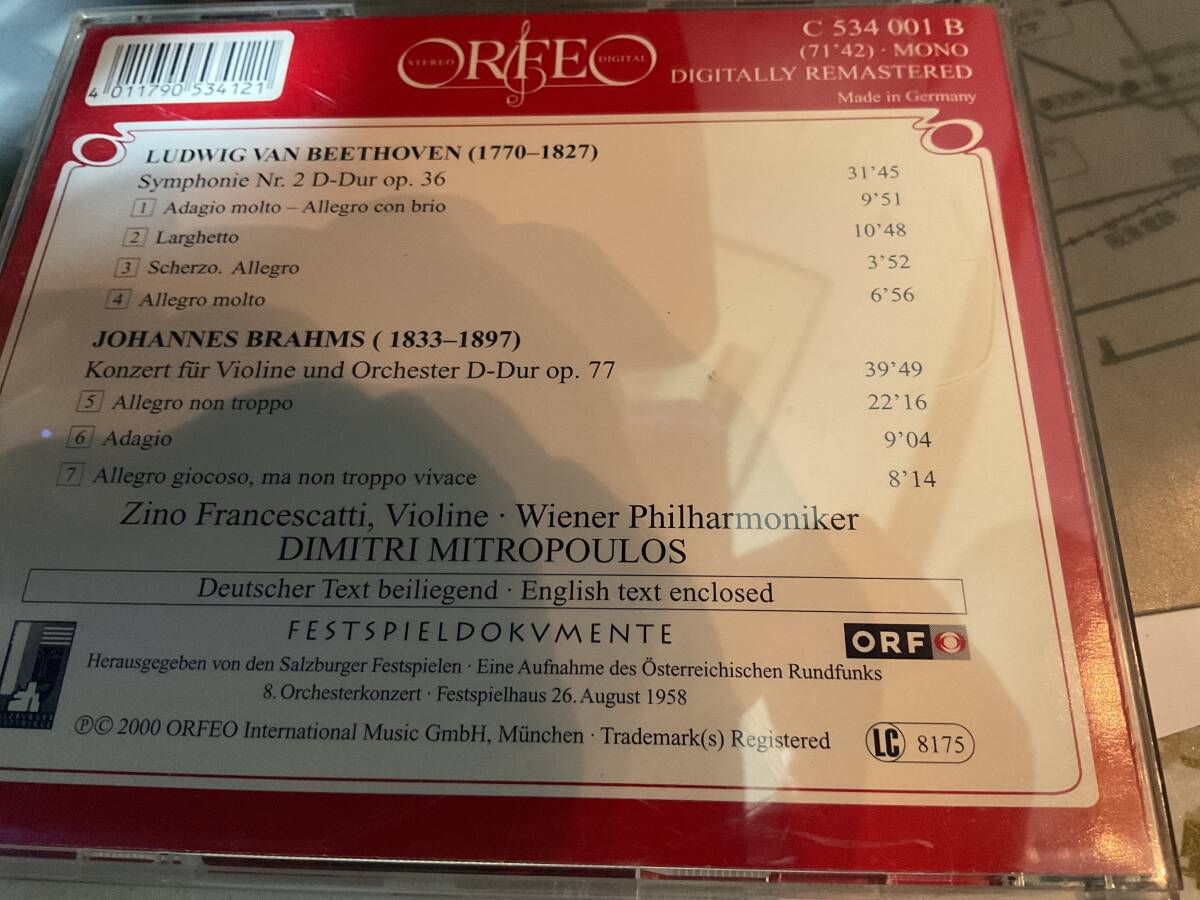 4 011790 534121
STEREO ORFEO DIGITAL
C 534 001 B
(71'42) · MONO
DIGITALLY REMASTERED
Made in Germany
LUDWIG VAN BEETHOVEN (1770–1827)
Symphonie Nr. 2 D-Dur op. 36 31'45
1 Adagio molto – Allegro con brio 9'51
2 Larghetto 10'48
3 Scherzo. Allegro 3'52
4 Allegro molto 6'56
JOHANNES BRAHMS ( 1833–1897)
Konzert für Violine und Orchester D-Dur op. 77 39'49
5 Allegro non troppo 22'16
6 Adagio 9'04
7 Allegro giocoso, ma non troppo vivace 8'14
Zino Francescatti, Violine · Wiener Philharmoniker
DIMITRI MITROPOULOS
Deutscher Text beiliegend · English text enclosed
FESTSPIELDOKVMENTE
ORF
Herausgegeben von den Salzburger Festspielen · Eine Aufnahme des Österreichischen Rundfunks
8. Orchesterkonzert · Festspielhaus 26. August 1958
℗© 2000 ORFEO International Music GmbH, München · Trademark(s) Registered
LC 8175